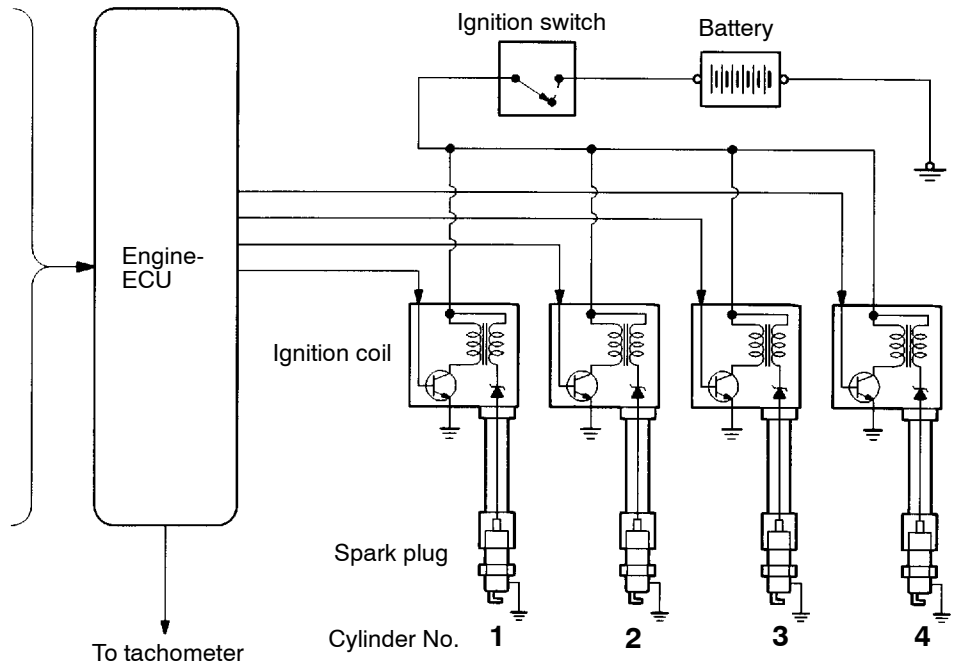 Ignition switch
Battery
Engine-
ECU
Ignition coil
Spark plug
Cylinder No. 1 2 3 4
To tachometer